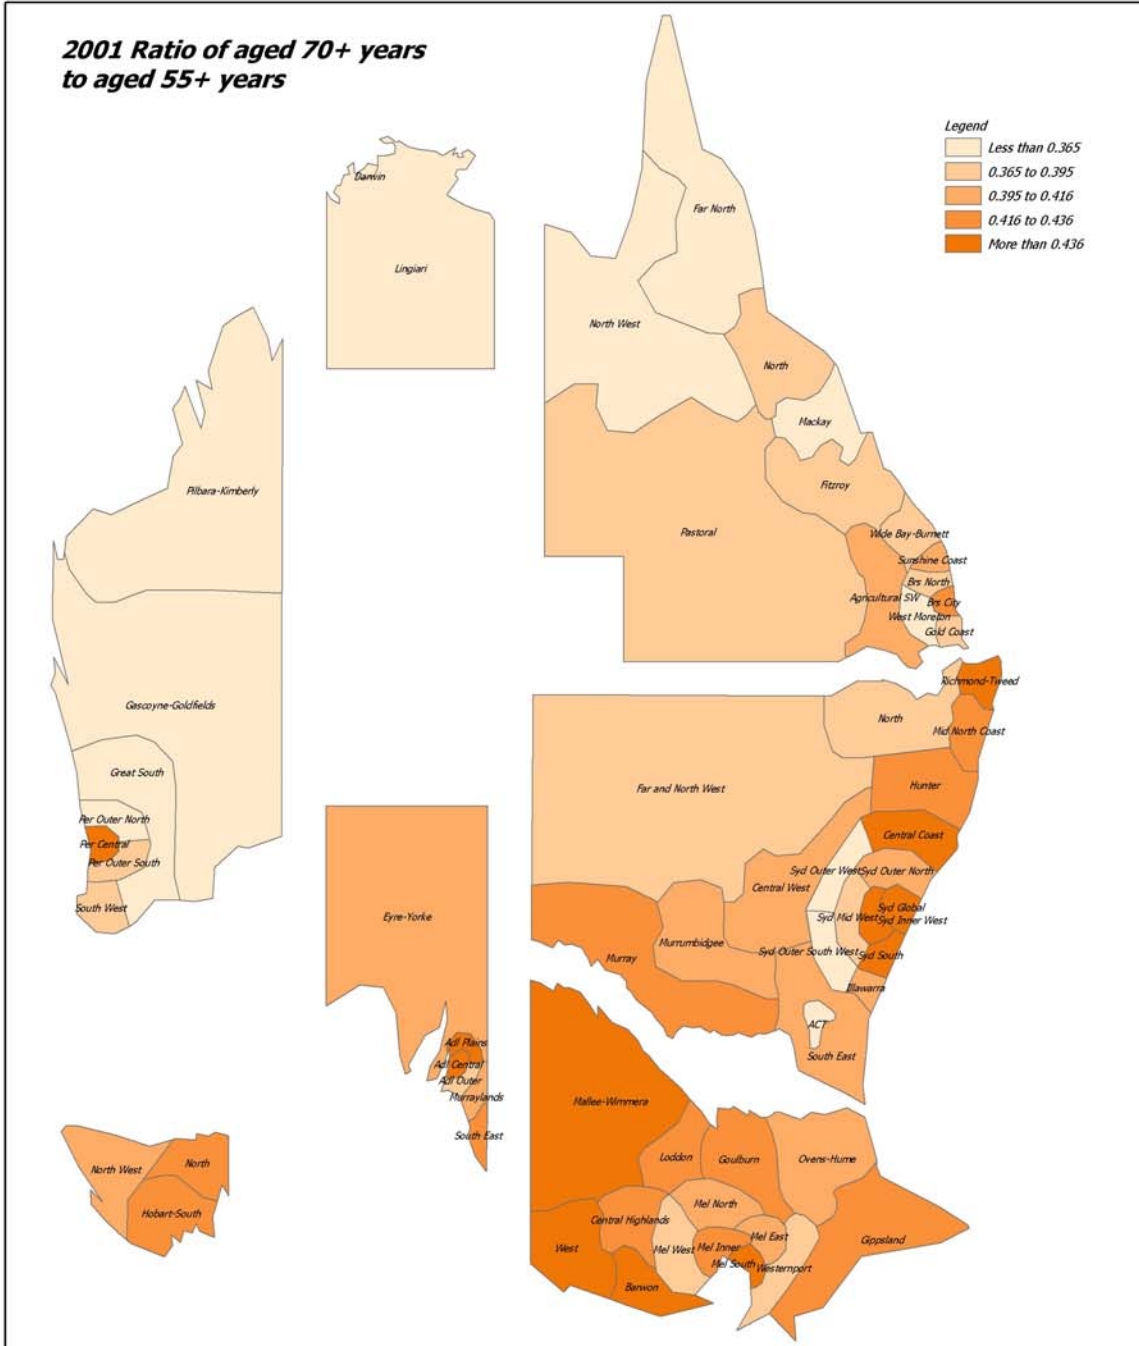 2001 Ratio of aged 70+ years
to aged 55+ years
Legend
Less than 0.365
0.365 to 0.395
0.395 to 0.416
0.416 to 0.436
More than 0.436
Darwin
Lingiari
Far North
North West
North
Mackay
Fitzroy
Pastoral
Wide Bay-Burnett
Sunshine Coast
Brs North
Agricultural SW
Brs City
West Moreton
Gold Coast
Pilbara-Kimberly
Gascoyne-Goldfields
Great South
Per Outer North
Per Central
Per Outer South
South West
Richmond-Tweed
North
Mid North Coast
Far and North West
Hunter
Central Coast
Syd Outer West
Syd Outer North
Central West
Syd Global
Syd Mid West
Syd Inner West
Murrumbidgee
Syd Outer South West
Syd South
Murray
Illawarra
ACT
South East
Eyre-Yorke
Adl Plains
Adl Central
Adl Outer
Murraylands
South East
Mallee-Wimmera
Loddon
Goulburn
Ovens-Hume
Mel North
Central Highlands
Mel East
Gippsland
West
Mel West
Mel Inner
Mel South
Westernport
Barwon
North West
North
Hobart-South